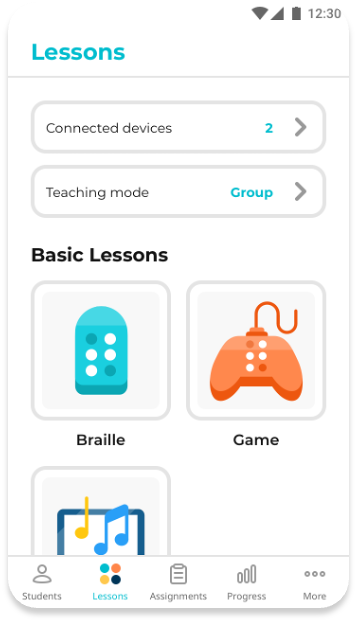 12:30
Lessons
Connected devices 2
Teaching mode Group
Basic Lessons
Braille Game
Students Lessons Assignments Progress More